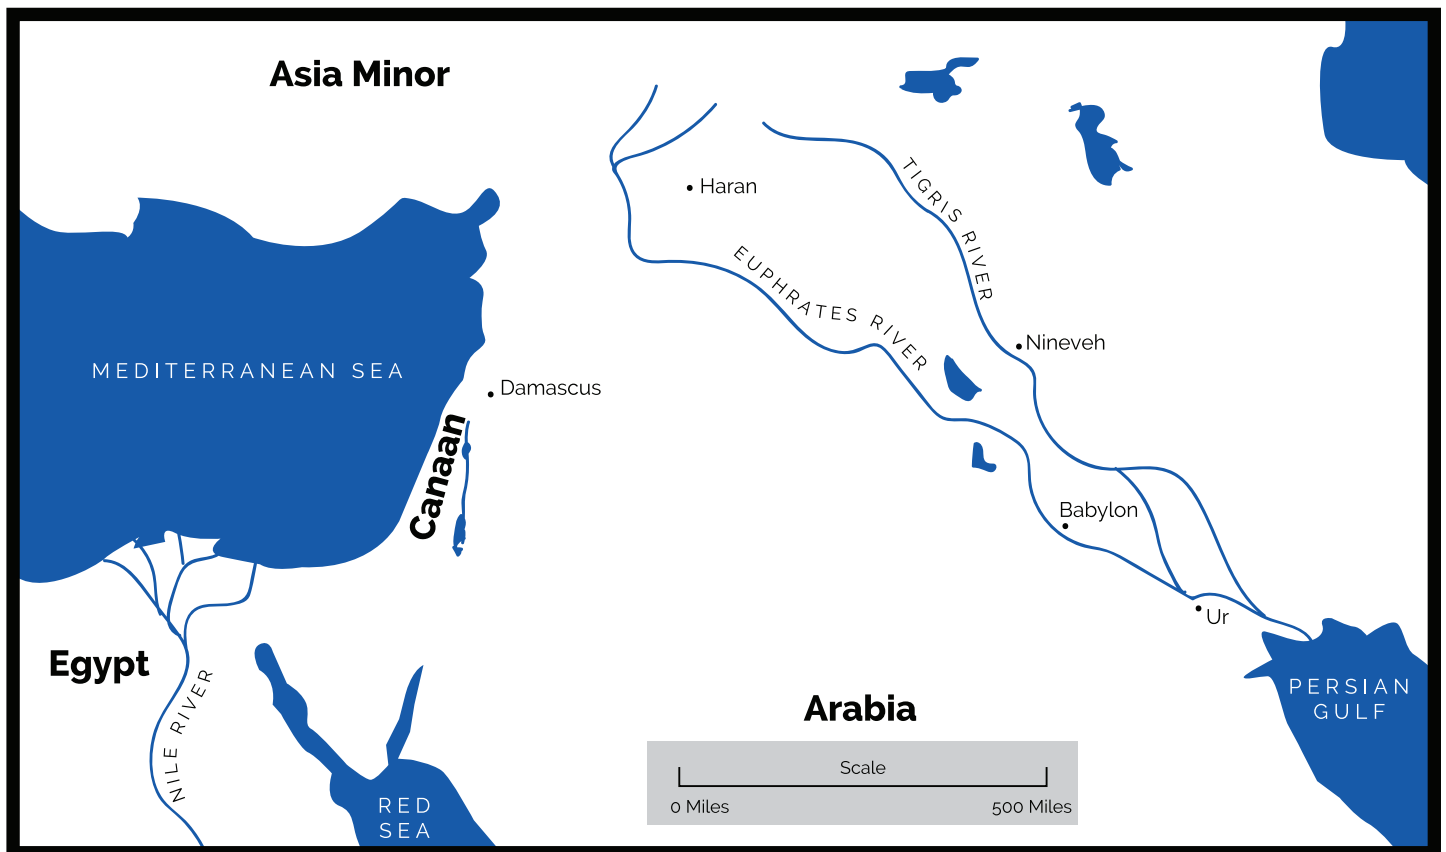 Asia Minor
Haran
TIGRIS RIVER
EUPHRATES RIVER
Nineveh
MEDITERRANEAN SEA
Damascus
Canaan
Babylon
Ur
Egypt
NILE RIVER
PERSIAN
GULF
Arabia
Scale
0 Miles
500 Miles
RED
SEA